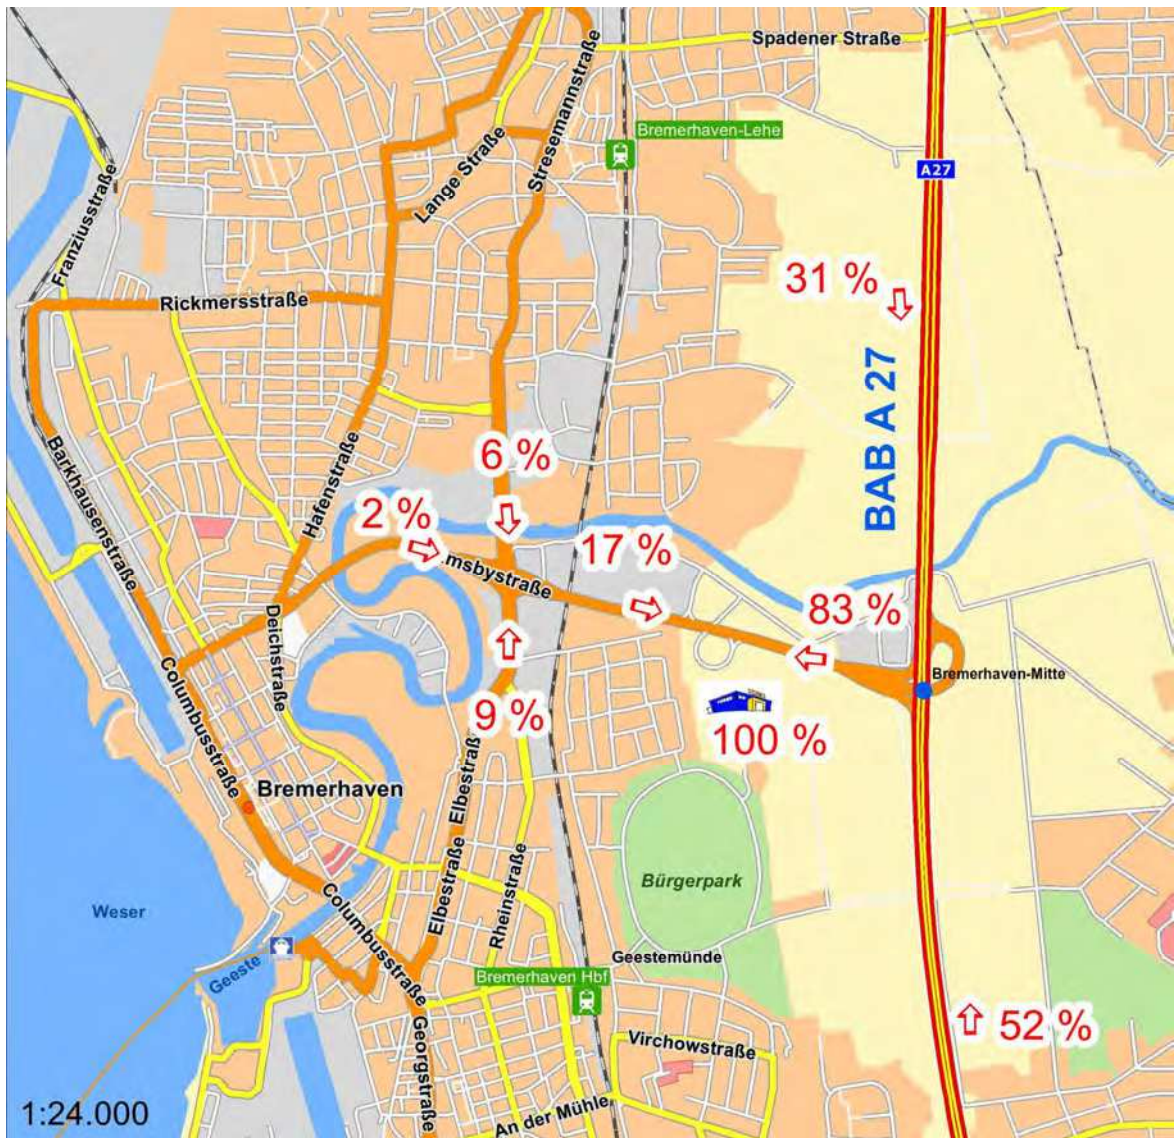 Spadener Straße
Stresemannstraße
Bremerhaven-Lehe
Lange Straße
A27
Franziusstraße
31 %
Rickmersstraße
BAB A 27
Barkhausenstraße
Hafenstraße
6 %
2 %
17 %
msbystraße
83 %
Deichstraße
Bremerhaven-Mitte
Columbusstraße
9 %
100 %
Elbestraße
Bremerhaven
Bürgerpark
Weser
Columbusstraße
Elbestraße
Rheinstraße
Geeste
Geestemünde
Bremerhaven Hbf
52 %
Georgstraße
Virchowstraße
An der Mühle
1:24.000